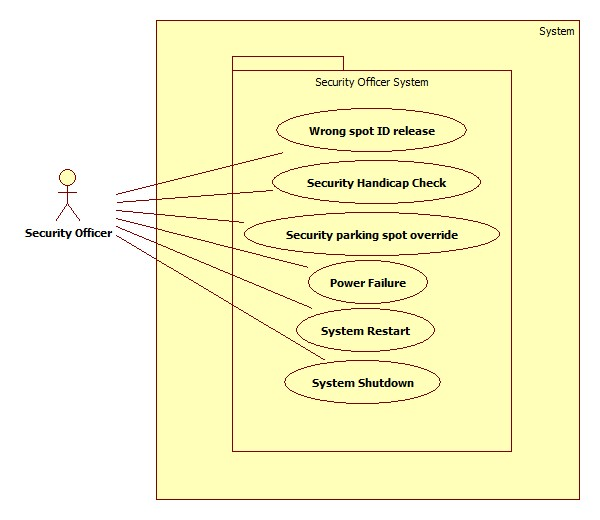 System
Security Officer System
Wrong spot ID release
Security Handicap Check
Security Officer
Security parking spot override
Power Failure
System Restart
System Shutdown